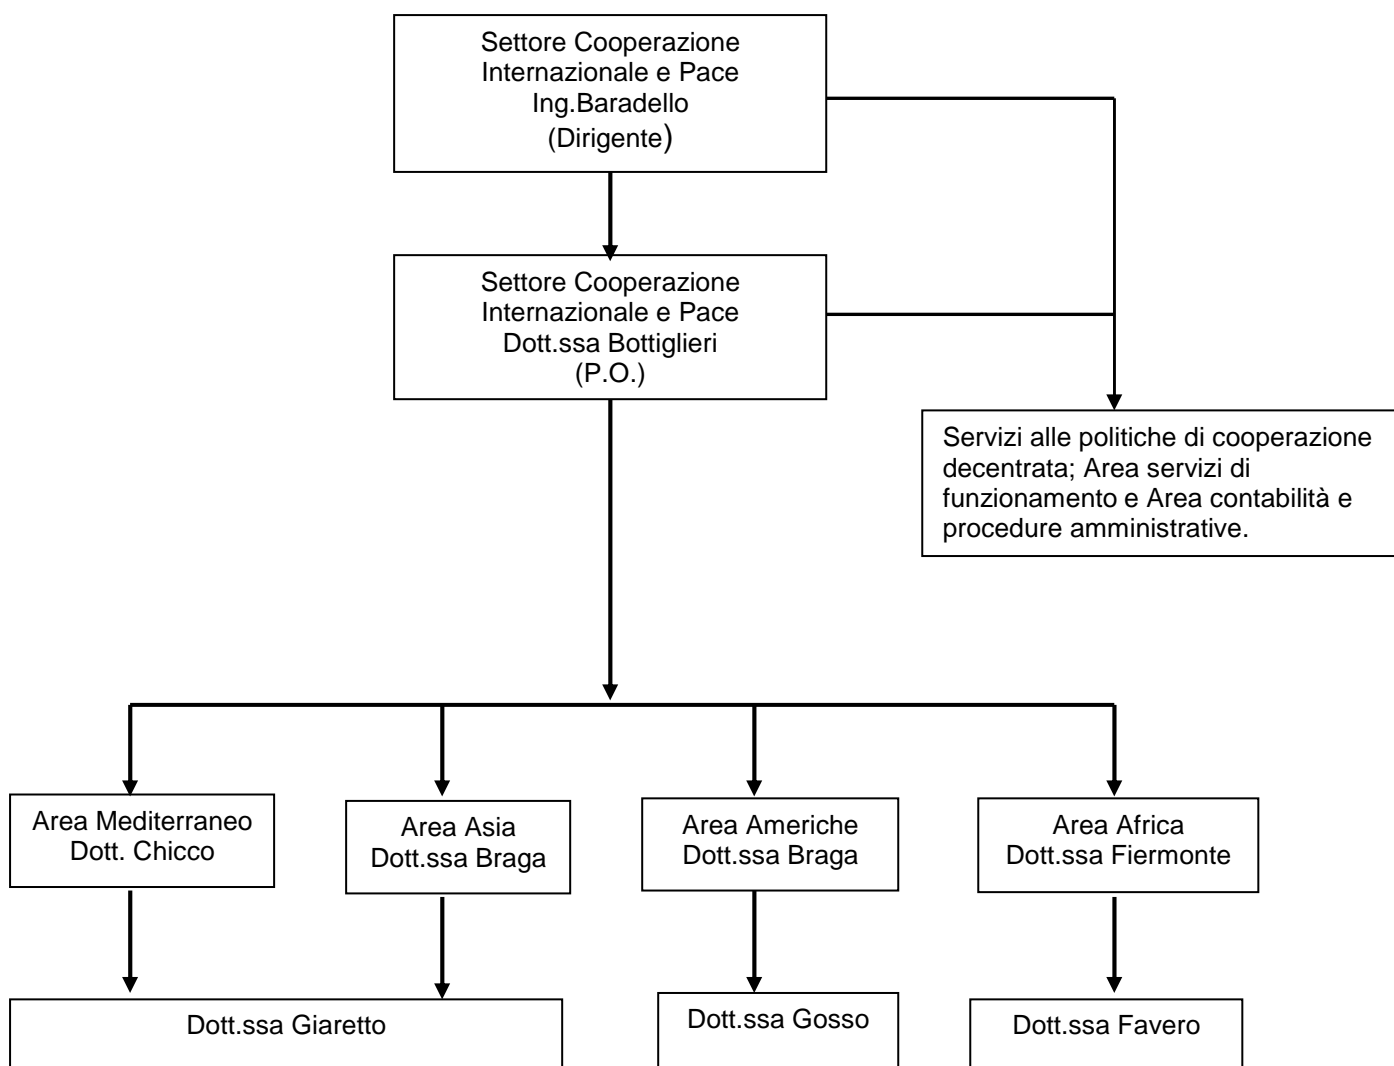 Settore Cooperazione
Internazionale e Pace
Ing.Baradello
(Dirigente)
Settore Cooperazione
Internazionale e Pace
Dott.ssa Bottiglieri
(P.O.)
Servizi alle politiche di cooperazione
decentrata; Area servizi di
funzionamento e Area contabilità e
procedure amministrative.
Area Mediterraneo
Dott. Chicco
Area Asia
Dott.ssa Braga
Area Americhe
Dott.ssa Braga
Area Africa
Dott.ssa Fiermonte
Dott.ssa Giaretto
Dott.ssa Gosso
Dott.ssa Favero